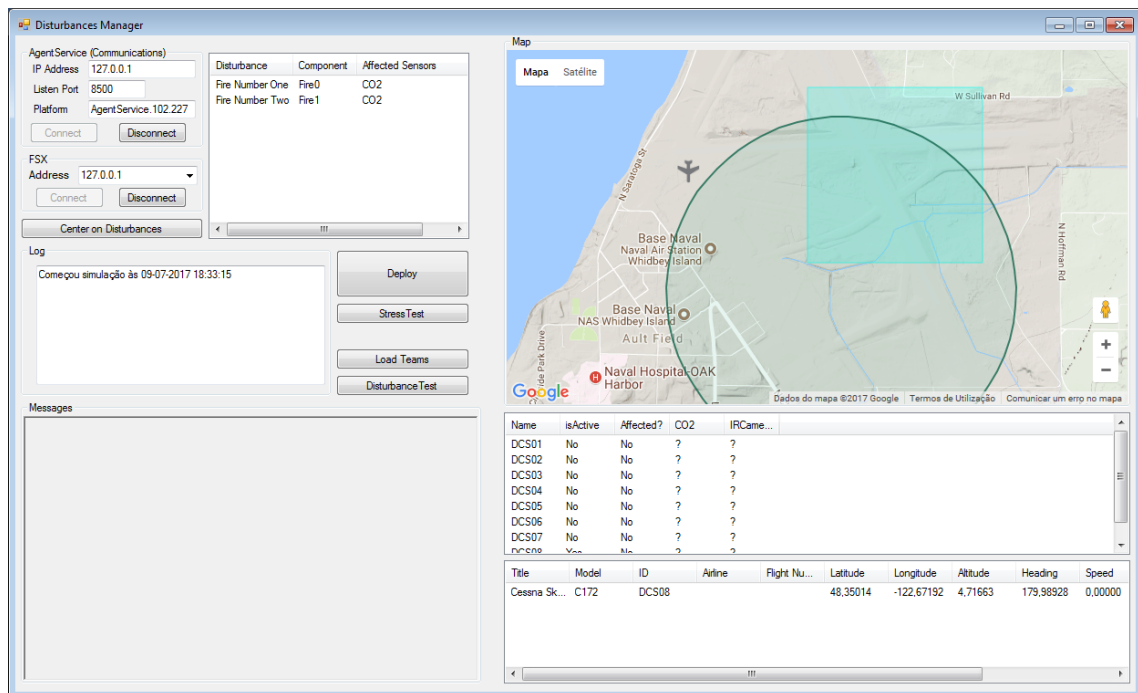 Disturbances Manager
AgentService (Communications)
IP Address 127.0.0.1
Listen Port 8500
Platform AgentService.102.227
Connect Disconnect
FSX
Address 127.0.0.1
Connect Disconnect
Center on Disturbances
Disturbance Component Affected Sensors
Fire Number One Fire0 CO2
Fire Number Two Fire1 CO2
Log
Começou simulação às 09-07-2017 18:33:15
Deploy
StressTest
Load Teams
DisturbanceTest
Messages
Map
Mapa Satélite
W Sullivan Rd
N Saratoga St
Base Naval
Naval Air Station
Whidbey Island
N Hoffman Rd
Base Naval
NAS Whidbey Island
Ault Field
Naval Hospital-OAK
Harbor
H
Park Drive
+
−
Google
Dados do mapa ©2017 Google Termos de Utilização Comunicar um erro no mapa
Name isActive Affected? CO2 IRCame...
DCS01 No No ? ?
DCS02 No No ? ?
DCS03 No No ? ?
DCS04 No No ? ?
DCS05 No No ? ?
DCS06 No No ? ?
DCS07 No No ? ?
DCS08 Yes No ? ?
Title Model ID Airline Flight Nu... Latitude Longitude Altitude Heading Speed
Cessna Sk... C172 DCS08 48,35014 -122,67192 4,71663 179,98928 0,00000